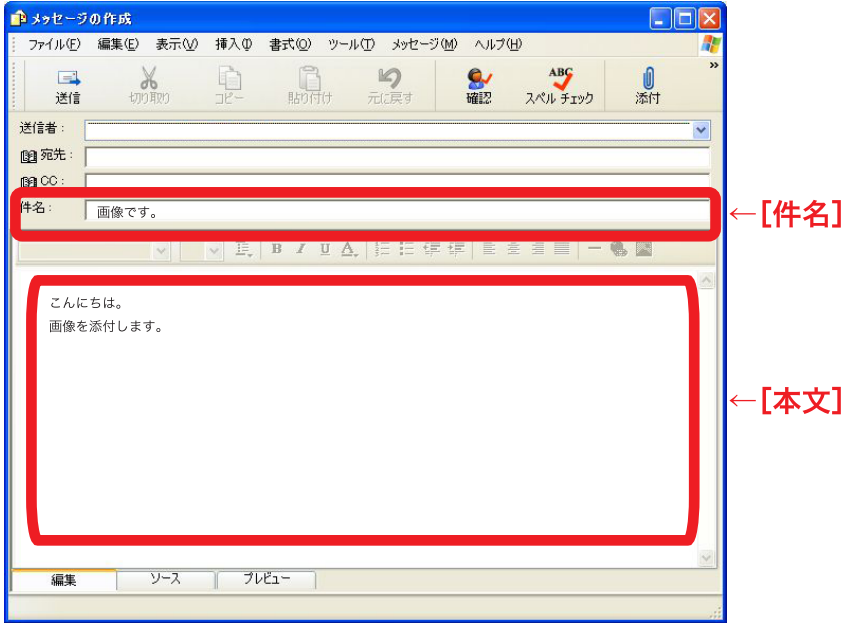 メッセージの作成
ファイル(F) 編集(E) 表示(V) 挿入(I) 書式(O) ツール(T) メッセージ(M) ヘルプ(H)
ABC
送信 切り取り コピー 貼り付け 元に戻す 確認 スペル チェック 添付
送信者:
宛先:
CC:
件名: 画像です。
←[件名]
B I U A
こんにちは。
画像を添付します。
←[本文]
編集 ソース プレビュー